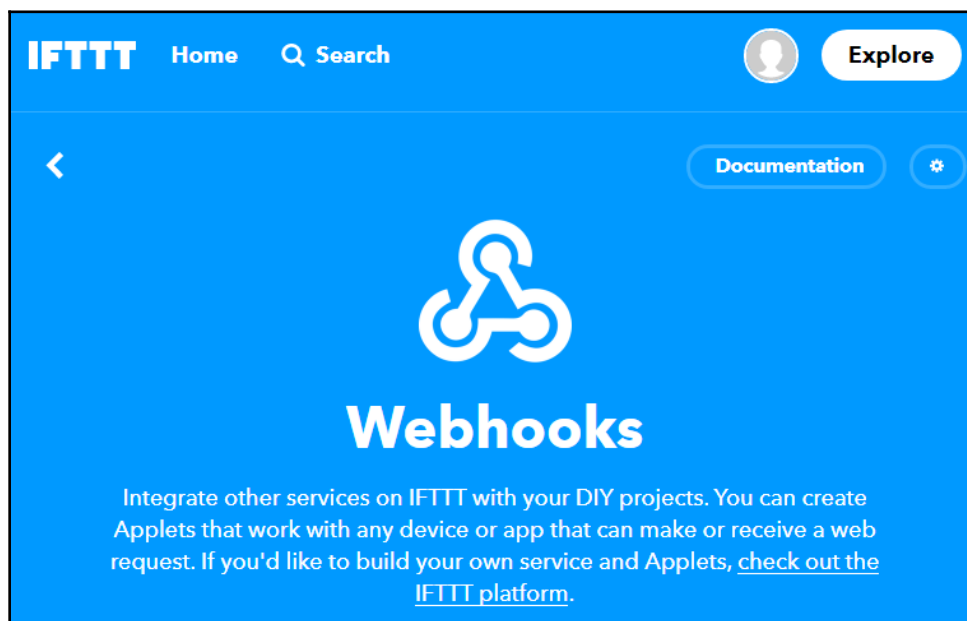 IFTTT Home Search Explore
Documentation
Webhooks
Integrate other services on IFTTT with your DIY projects. You can create
Applets that work with any device or app that can make or receive a web
request. If you'd like to build your own service and Applets, check out the
IFTTT platform.